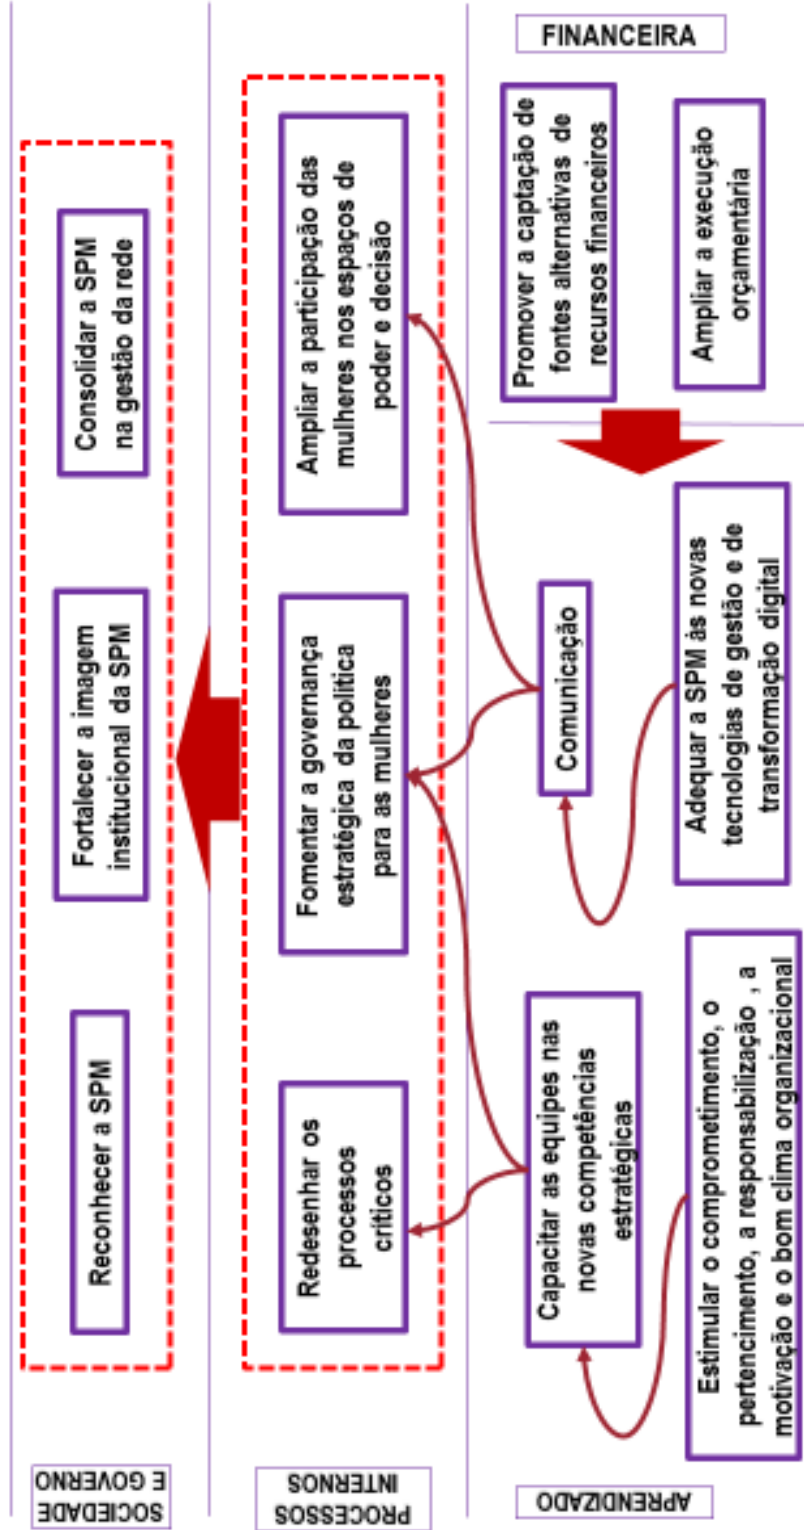 SOCIEDADE
E GOVERNO
Reconhecer a SPM
Fortalecer a imagem
institucional da SPM
Consolidar a SPM
na gestão da rede
PROCESSOS
INTERNOS
Redesenhar os
processos
críticos
Fomentar a governança
estratégica da política
para as mulheres
Ampliar a participação das
mulheres nos espaços de
poder e decisão
APRENDIZADO
Capacitar as equipes nas
novas competências
estratégicas
Comunicação
Estimular o comprometimento, o
pertencimento, a responsabilização , a
motivação e o bom clima organizacional
Adequar a SPM às novas
tecnologias de gestão e de
transformação digital
FINANCEIRA
Promover a captação de
fontes alternativas de
recursos financeiros
Ampliar a execução
orçamentária